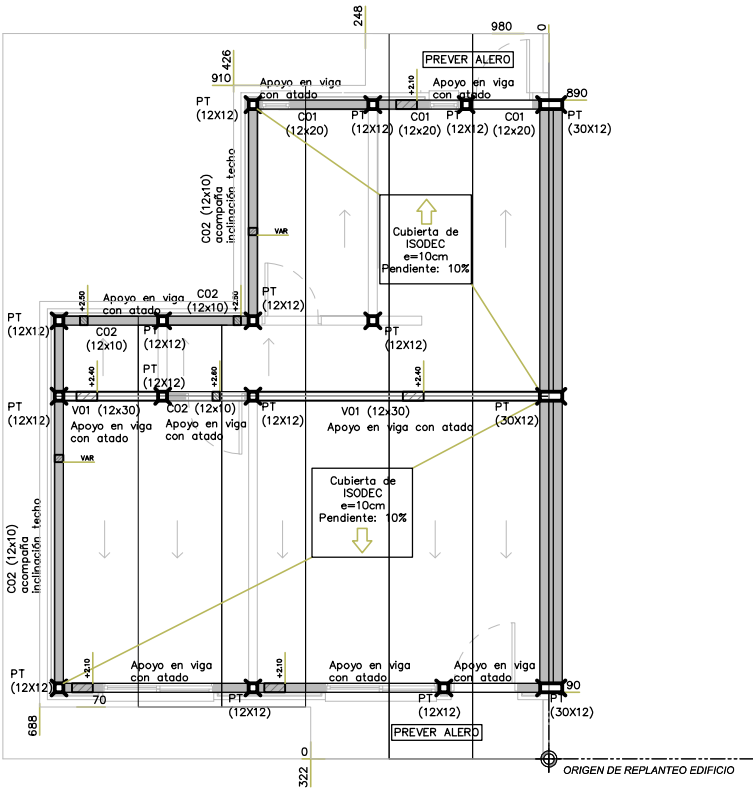 248
980
0
426
910
PREVER ALERO
Apoyo en viga
con atado
+2.10
Apoyo en viga
con atado
890
PT
(12X12)
C01
(12x20)
PT
(12X12)
C01
(12x20)
PT
(12X12)
C01
(12x20)
PT
(30X12)
C02 (12x10)
acompaña
inclinación techo
VAR
Cubierta de
ISODEC
e=10cm
Pendiente: 10%
+2.50
Apoyo en viga
con atado
C02
(12x10)
+2.50
PT
(12X12)
PT
(12X12)
C02
(12x10)
PT
(12X12)
PT
(12X12)
PT
(12X12)
+2.40
+2.80
+2.40
PT
(12X12)
V01 (12x30)
C02 (12x10)
PT
(12X12)
V01 (12x30)
PT
(30X12)
Apoyo en viga
con atado
Apoyo en viga
con atado
Apoyo en viga con atado
VAR
Cubierta de
ISODEC
e=10cm
Pendiente: 10%
C02 (12x10)
acompaña
inclinación techo
+2.10
Apoyo en viga
con atado
+2.10
Apoyo en viga
con atado
Apoyo en viga
con atado
PT
(12X12)
90
70
PT
(12X12)
PT
(12X12)
PT
(30X12)
688
PREVER ALERO
0
322
ORIGEN DE REPLANTEO EDIFICIO